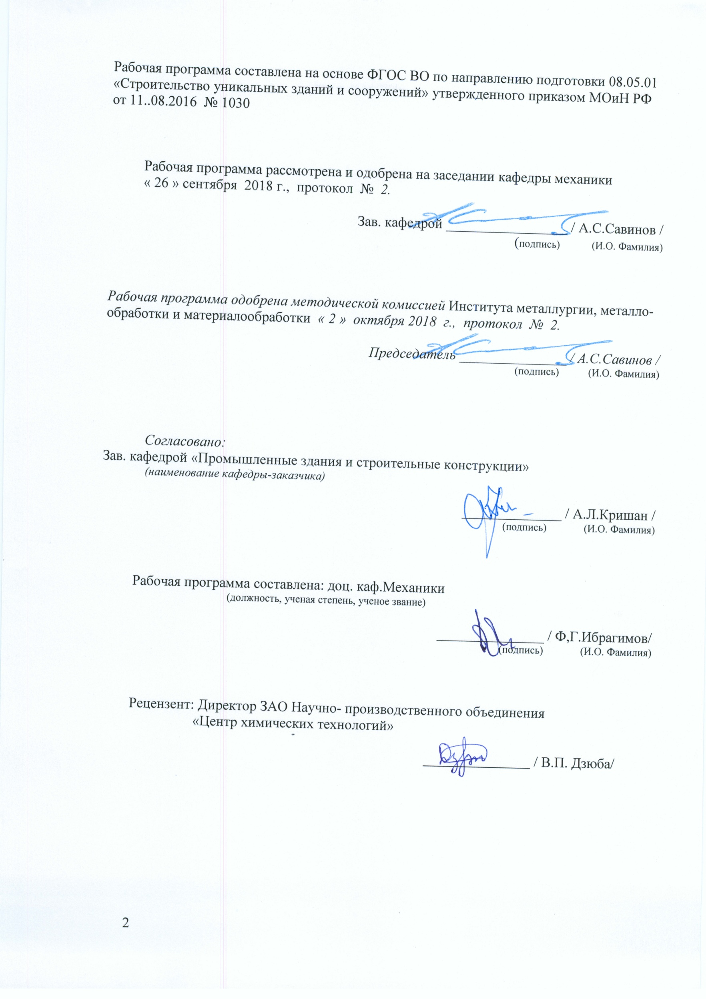 Рабочая программа составлена на основе ФГОС ВО по направлению подготовки 08.05.01
«Строительство уникальных зданий и сооружений» утвержденного приказом МОиН РФ
от 11..08.2016 № 1030
Рабочая программа рассмотрена и одобрена на заседании кафедры механики
« 26 » сентября 2018 г., протокол № 2.
Зав. кафедрой ________________ / А.С.Савинов /
(подпись) (И.О. Фамилия)
Рабочая программа одобрена методической комиссией Института металлургии, металло-
обработки и материалообработки « 2 » октября 2018 г., протокол № 2.
Председатель ________________ / А.С.Савинов /
(подпись) (И.О. Фамилия)
Согласовано:
Зав. кафедрой «Промышленные здания и строительные конструкции»
(наименование кафедры-заказчика)
________________ / А.Л.Кришан /
(подпись) (И.О. Фамилия)
Рабочая программа составлена: доц. каф.Механики
(должность, ученая степень, ученое звание)
________________ / Ф,Г.Ибрагимов/
(подпись) (И.О. Фамилия)
Рецензент: Директор ЗАО Научно- производственного объединения
«Центр химических технологий»
________________ / В.П. Дзюба/
2